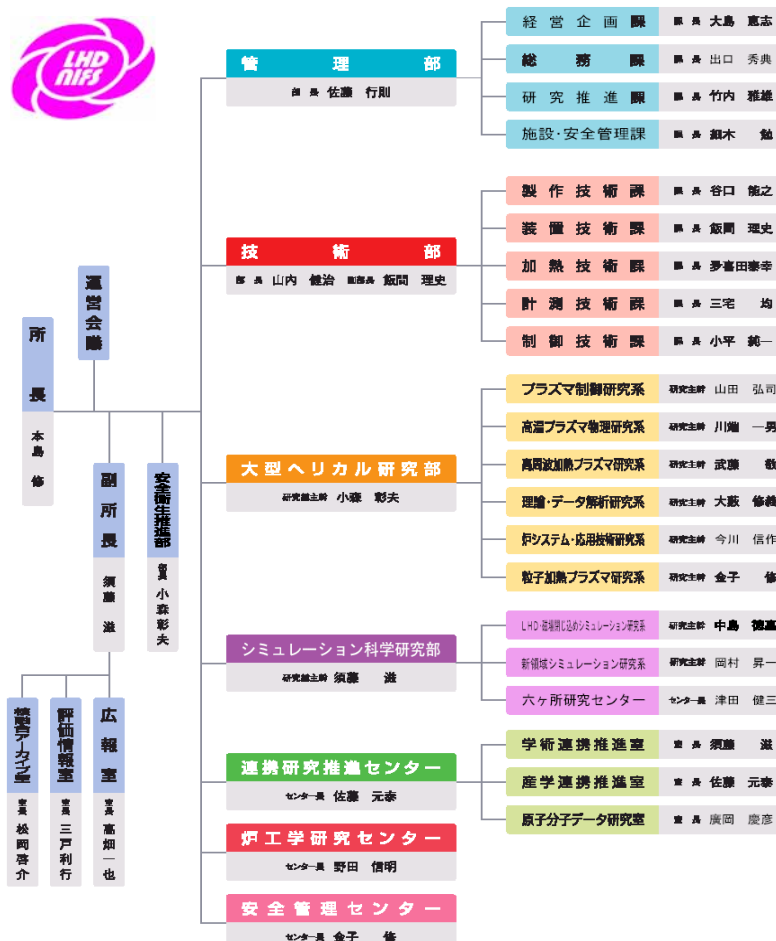 LHD
NIFS
所長
本島 修
運営会議
副所長
須藤 滋
安全衛生推進部
部長 小森彰夫
核融合アーカイブ室
室長 松岡啓介
評価情報室
室長 三戸利行
広報室
室長 高畑一也
管理部
部長 佐藤 行則
経営企画課 課長 大島 恵志
総務課 課長 出口 秀典
研究推進課 課長 竹内 雅雄
施設・安全管理課 課長 細木 勉
技術部
部長 山内 健治 副部長 飯間 理史
製作技術課 課長 谷口 能之
装置技術課 課長 飯間 理史
加熱技術課 課長 夛喜田泰幸
計測技術課 課長 三宅 均
制御技術課 課長 小平 純一
大型ヘリカル研究部
研究総主幹 小森 彰夫
プラズマ制御研究系 研究主幹 山田 弘司
高温プラズマ物理研究系 研究主幹 川端 一男
高周波加熱プラズマ研究系 研究主幹 武藤 敬
理論・データ解析研究系 研究主幹 大藪 修義
炉システム・応用技術研究系 研究主幹 今川 信作
粒子加熱プラズマ研究系 研究主幹 金子 修
シミュレーション科学研究部
研究総主幹 須藤 滋
LHD・磁場閉じ込めシミュレーション研究系 研究主幹 中島 徳嘉
新領域シミュレーション研究系 研究主幹 岡村 昇一
六ヶ所研究センター センター長 津田 健三
連携研究推進センター
センター長 佐藤 元泰
学術連携推進室 室長 須藤 滋
産学連携推進室 室長 佐藤 元泰
原子分子データ研究室 室長 廣岡 慶彦
炉工学研究センター
センター長 野田 信明
安全管理センター
センター長 金子 修